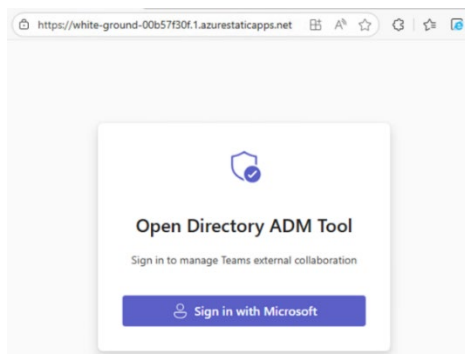 https://white-ground-00b57f30f.1.azurestaticapps.net
Open Directory ADM Tool
Sign in to manage Teams external collaboration
Sign in with Microsoft